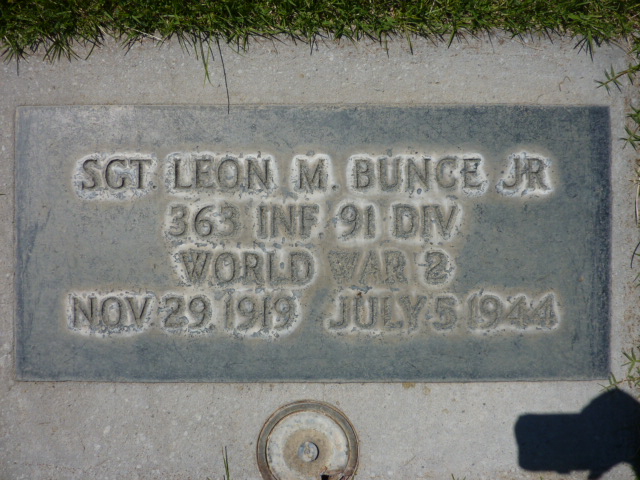 SGT LEON M. BUNCE JR
363 INF 91 DIV
WORLD WAR 2
NOV 29 1919 JULY 5 1944